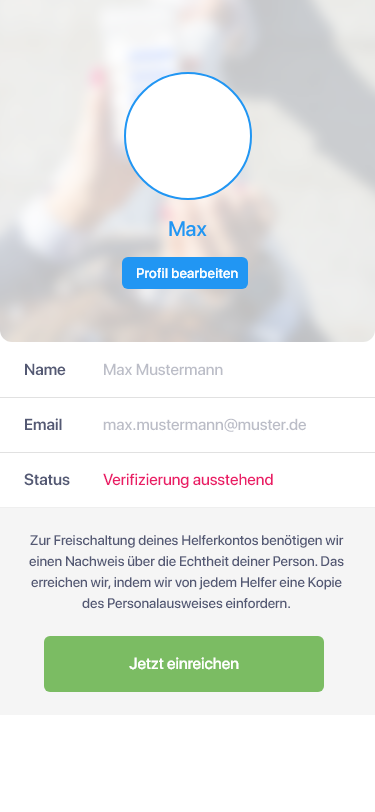 Max
Profil bearbeiten
Name Max Mustermann
Email max.mustermann@muster.de
Status Verifizierung ausstehend
Zur Freischaltung deines Helferkontos benötigen wir
einen Nachweis über die Echtheit deiner Person. Das
erreichen wir, indem wir von jedem Helfer eine Kopie
des Personalausweises einfordern.
Jetzt einreichen